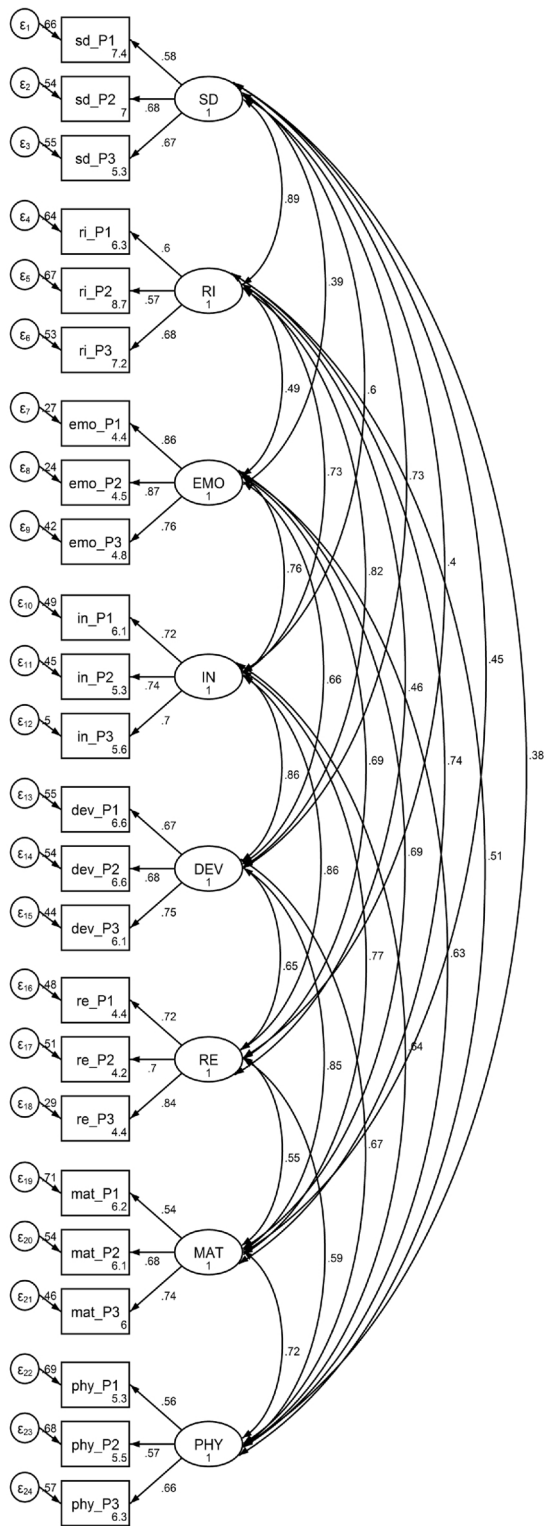 ε1 .66
sd_P1
7.4
.58
ε2 .54
sd_P2
7
.68
SD
1
ε3 .55
sd_P3
5.3
.67
.89
ε4 .64
ri_P1
6.3
.6
.39
ε5 .67
ri_P2
8.7
.57
RI
1
ε6 .53
ri_P3
7.2
.68
.49
.6
ε7 .27
emo_P1
4.4
.86
.73
.73
ε8 .24
emo_P2
4.5
.87
EMO
1
ε9 .42
emo_P3
4.8
.76
.76
.82
.4
ε10 .49
in_P1
6.1
.72
ε11 .45
in_P2
5.3
.74
IN
1
.66
.46
.45
ε12 .5
in_P3
5.6
.7
.86
.69
.74
.38
ε13 .55
dev_P1
6.6
.67
ε14 .54
dev_P2
6.6
.68
DEV
1
.86
.69
.51
ε15 .44
dev_P3
6.1
.75
.65
.77
.63
ε16 .48
re_P1
4.4
.72
ε17 .51
re_P2
4.2
.7
RE
1
.85
.64
ε18 .29
re_P3
4.4
.84
.55
.67
ε19 .71
mat_P1
6.2
.54
ε20 .54
mat_P2
6.1
.68
MAT
1
.59
ε21 .46
mat_P3
6
.74
.72
ε22 .69
phy_P1
5.3
.56
ε23 .68
phy_P2
5.5
.57
PHY
1
ε24 .57
phy_P3
6.3
.66